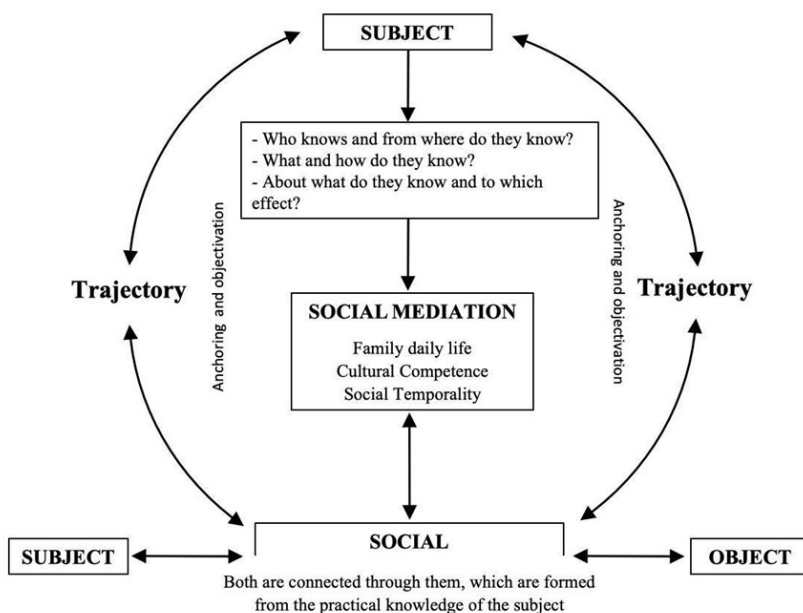 SUBJECT
- Who knows and from where do they know?
- What and how do they know?
- About what do they know and to which
effect?
Anchoring and objectivation
Anchoring and objectivation
Trajectory
Trajectory
SOCIAL MEDIATION
Family daily life
Cultural Competence
Social Temporality
SUBJECT
SOCIAL
OBJECT
Both are connected through them, which are formed
from the practical knowledge of the subject